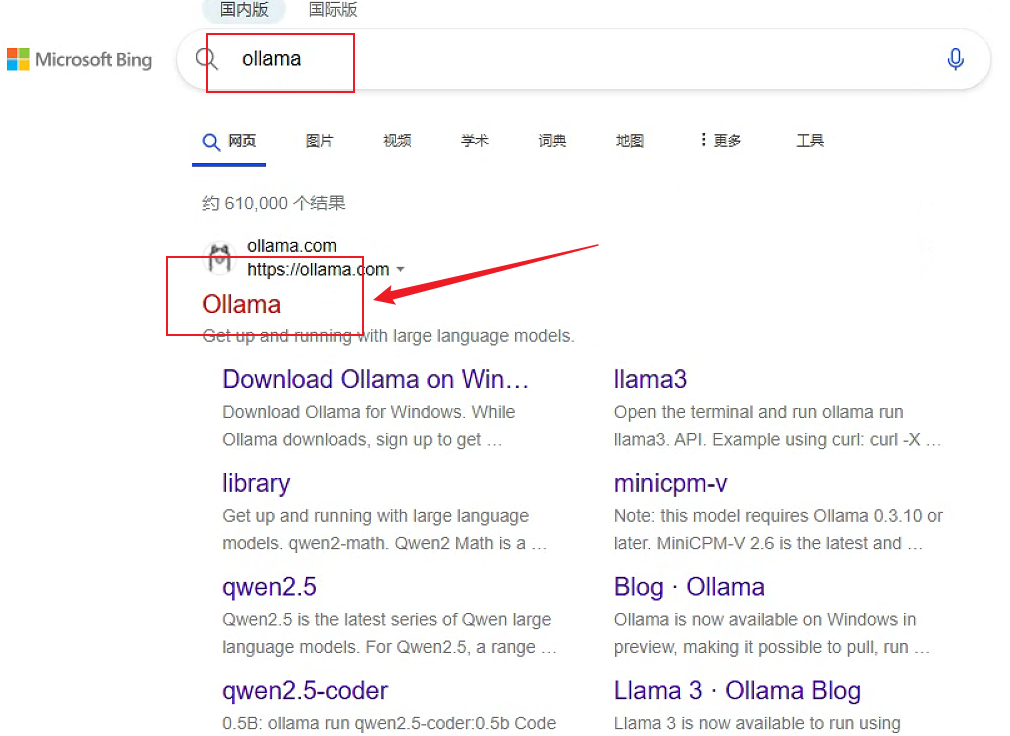 国内版 国际版
Microsoft Bing
ollama
网页 图片 视频 学术 词典 地图 更多 工具
约 610,000 个结果
ollama.com
https://ollama.com
Ollama
Get up and running with large language models.
Download Ollama on Win…
Download Ollama for Windows. While
Ollama downloads, sign up to get …
llama3
Open the terminal and run ollama run
llama3. API. Example using curl: curl -X …
library
Get up and running with large language
models. qwen2-math. Qwen2 Math is a …
minicpm-v
Note: this model requires Ollama 0.3.10 or
later. MiniCPM-V 2.6 is the latest and …
qwen2.5
Qwen2.5 is the latest series of Qwen large
language models. For Qwen2.5, a range …
Blog · Ollama
Ollama is now available on Windows in
preview, making it possible to pull, run …
qwen2.5-coder
0.5B: ollama run qwen2.5-coder:0.5b Code
Llama 3 · Ollama Blog
Llama 3 is now available to run using